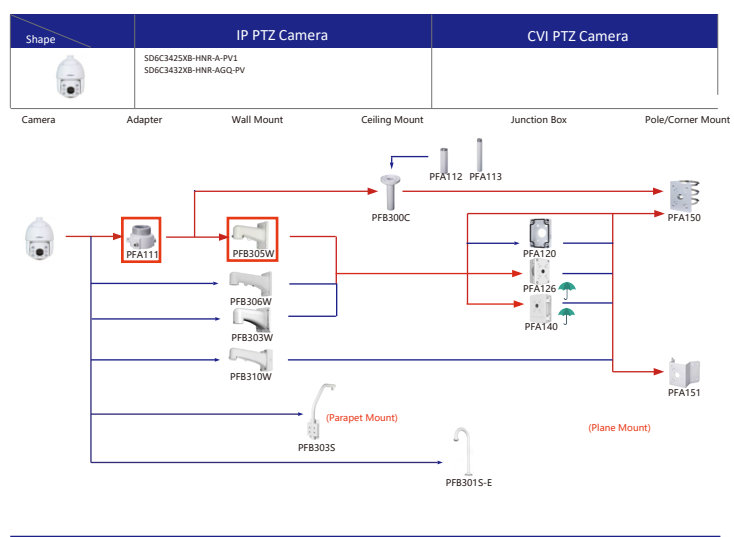 Shape
IP PTZ Camera
CVI PTZ Camera
SD6C3425XB-HNR-A-PV1
SD6C3432XB-HNR-AGQ-PV
Camera
Adapter
Wall Mount
Ceiling Mount
Junction Box
Pole/Corner Mount
PFA112
PFA113
PFB300C
PFA150
PFA111
PFB305W
PFA120
PFA126
PFB306W
PFA140
PFB303W
PFB310W
PFA151
(Parapet Mount)
(Plane Mount)
PFB303S
PFB301S-E